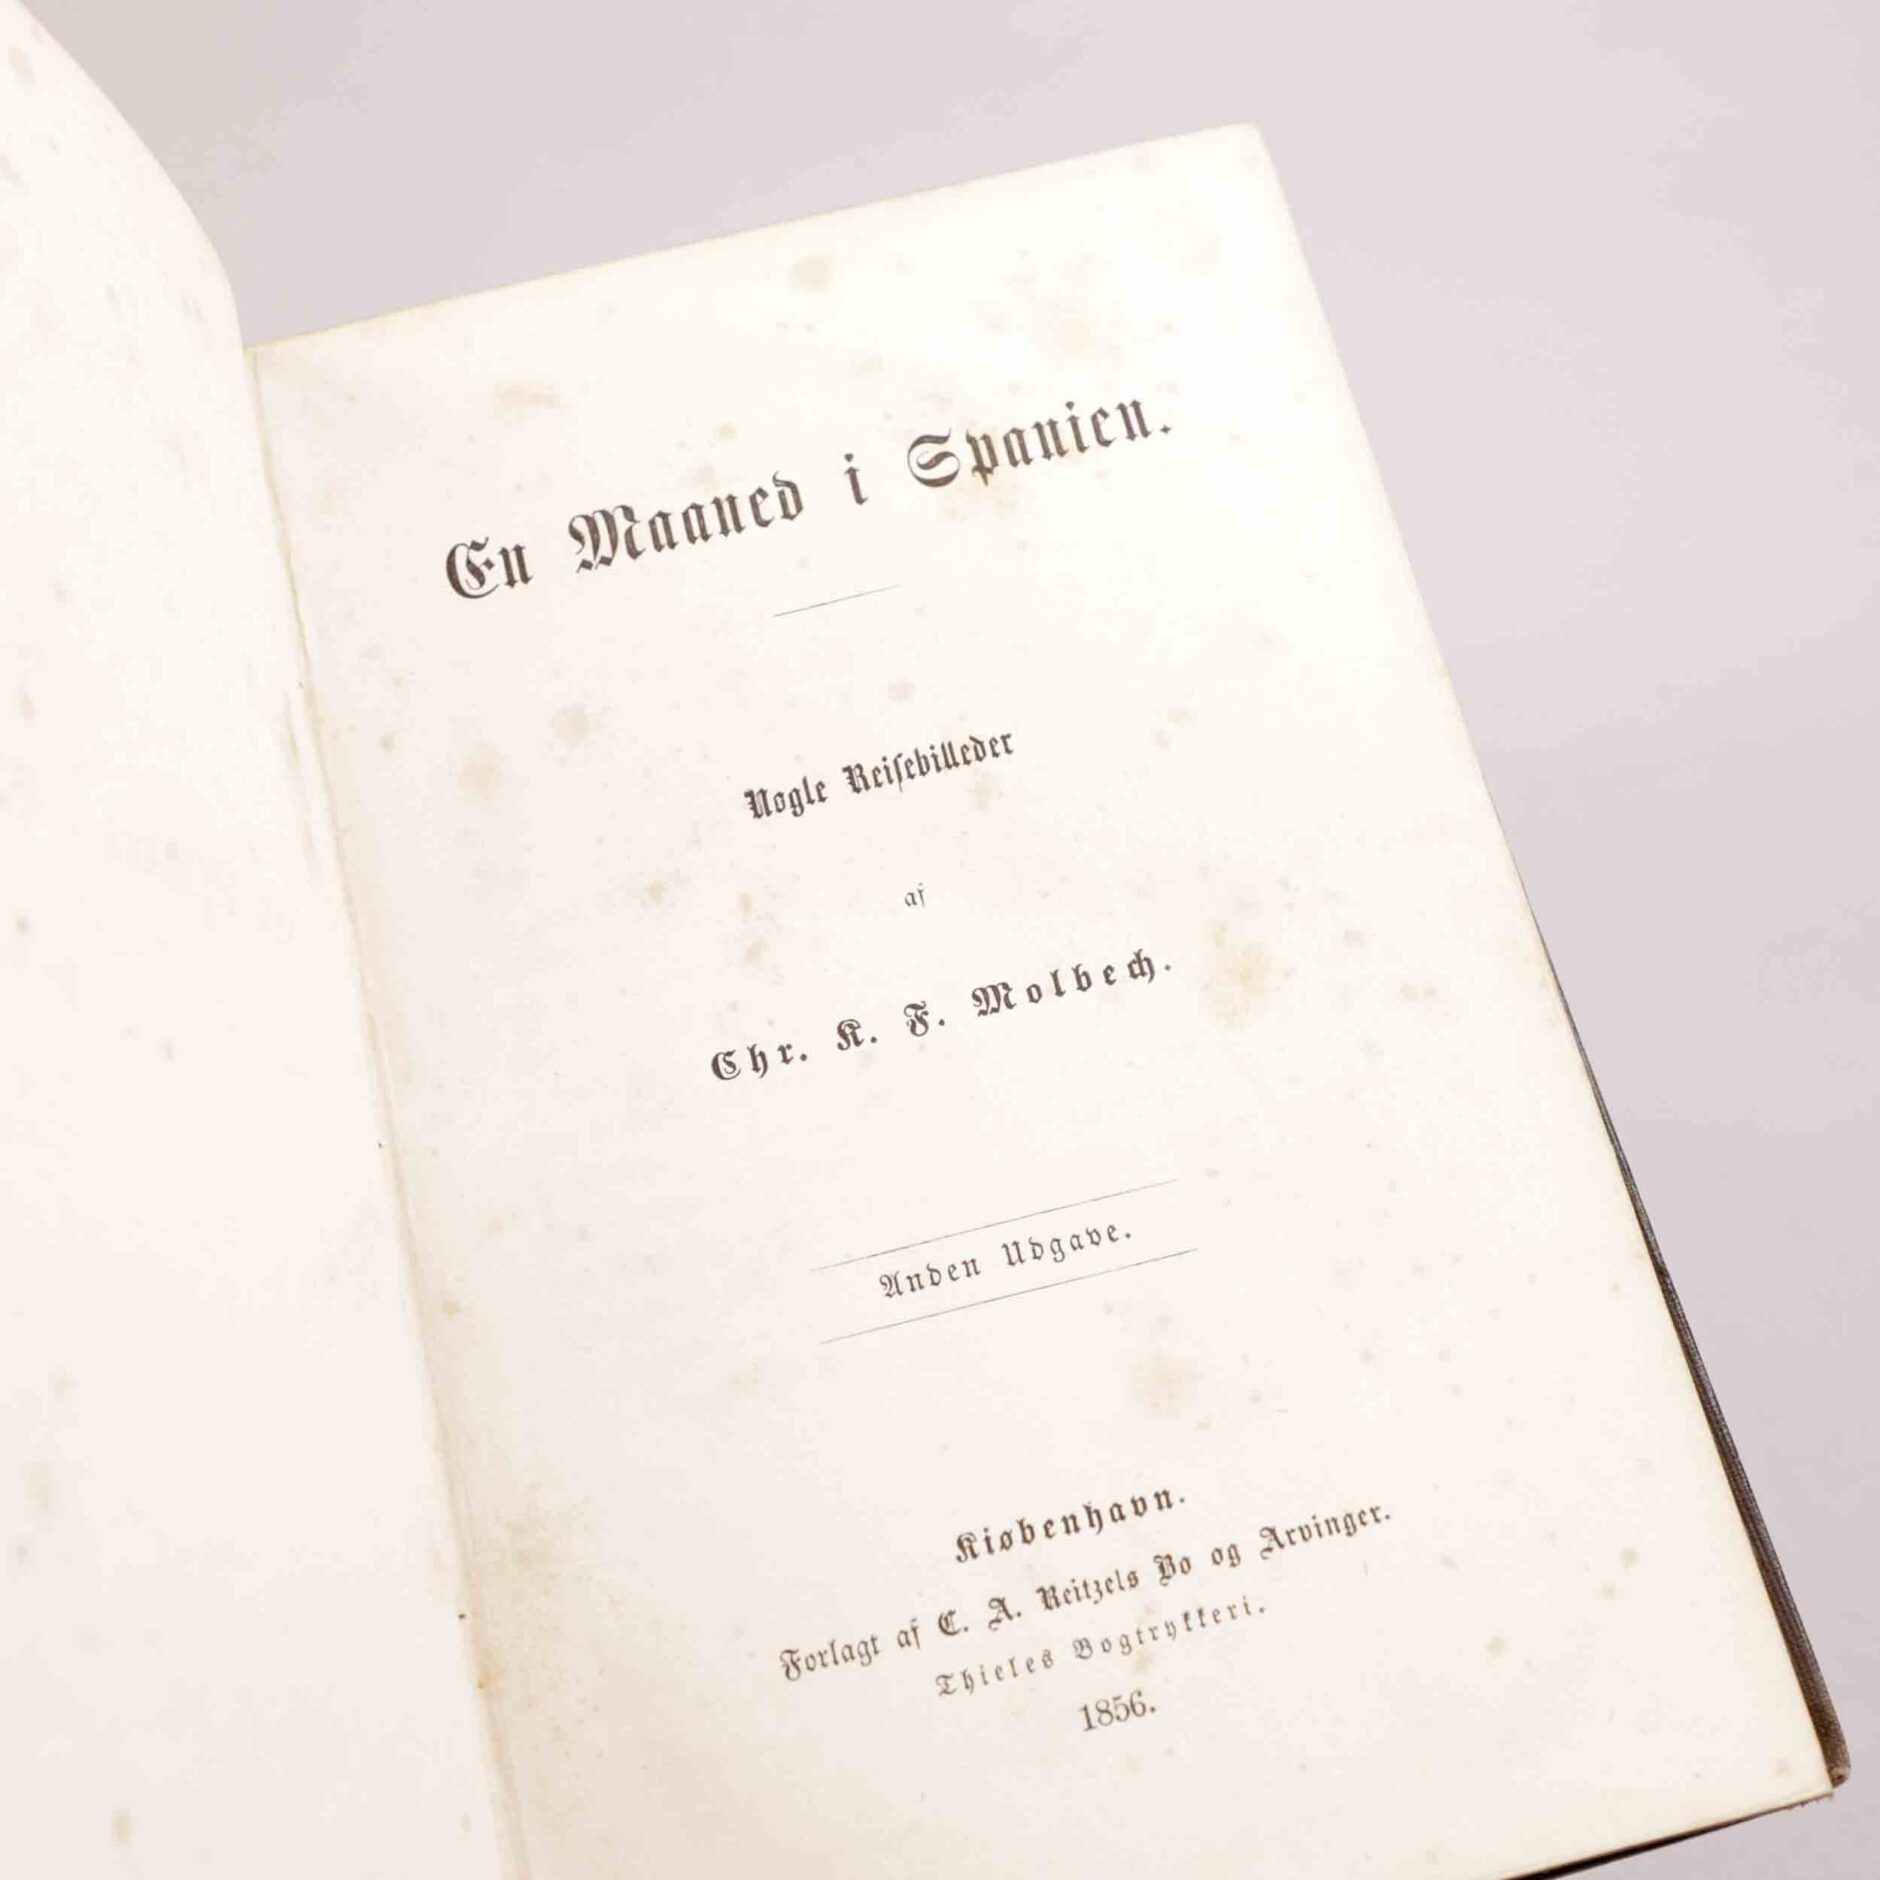 En Maaned i Spanien.
Nogle Reisebilleder
af
Chr. K. F. Molbech.
Anden Udgave.
Kiøbenhavn.
Forlagt af C. A. Reitzels Bo og Arvinger.
Thieles Bogtrykkeri.
1856.